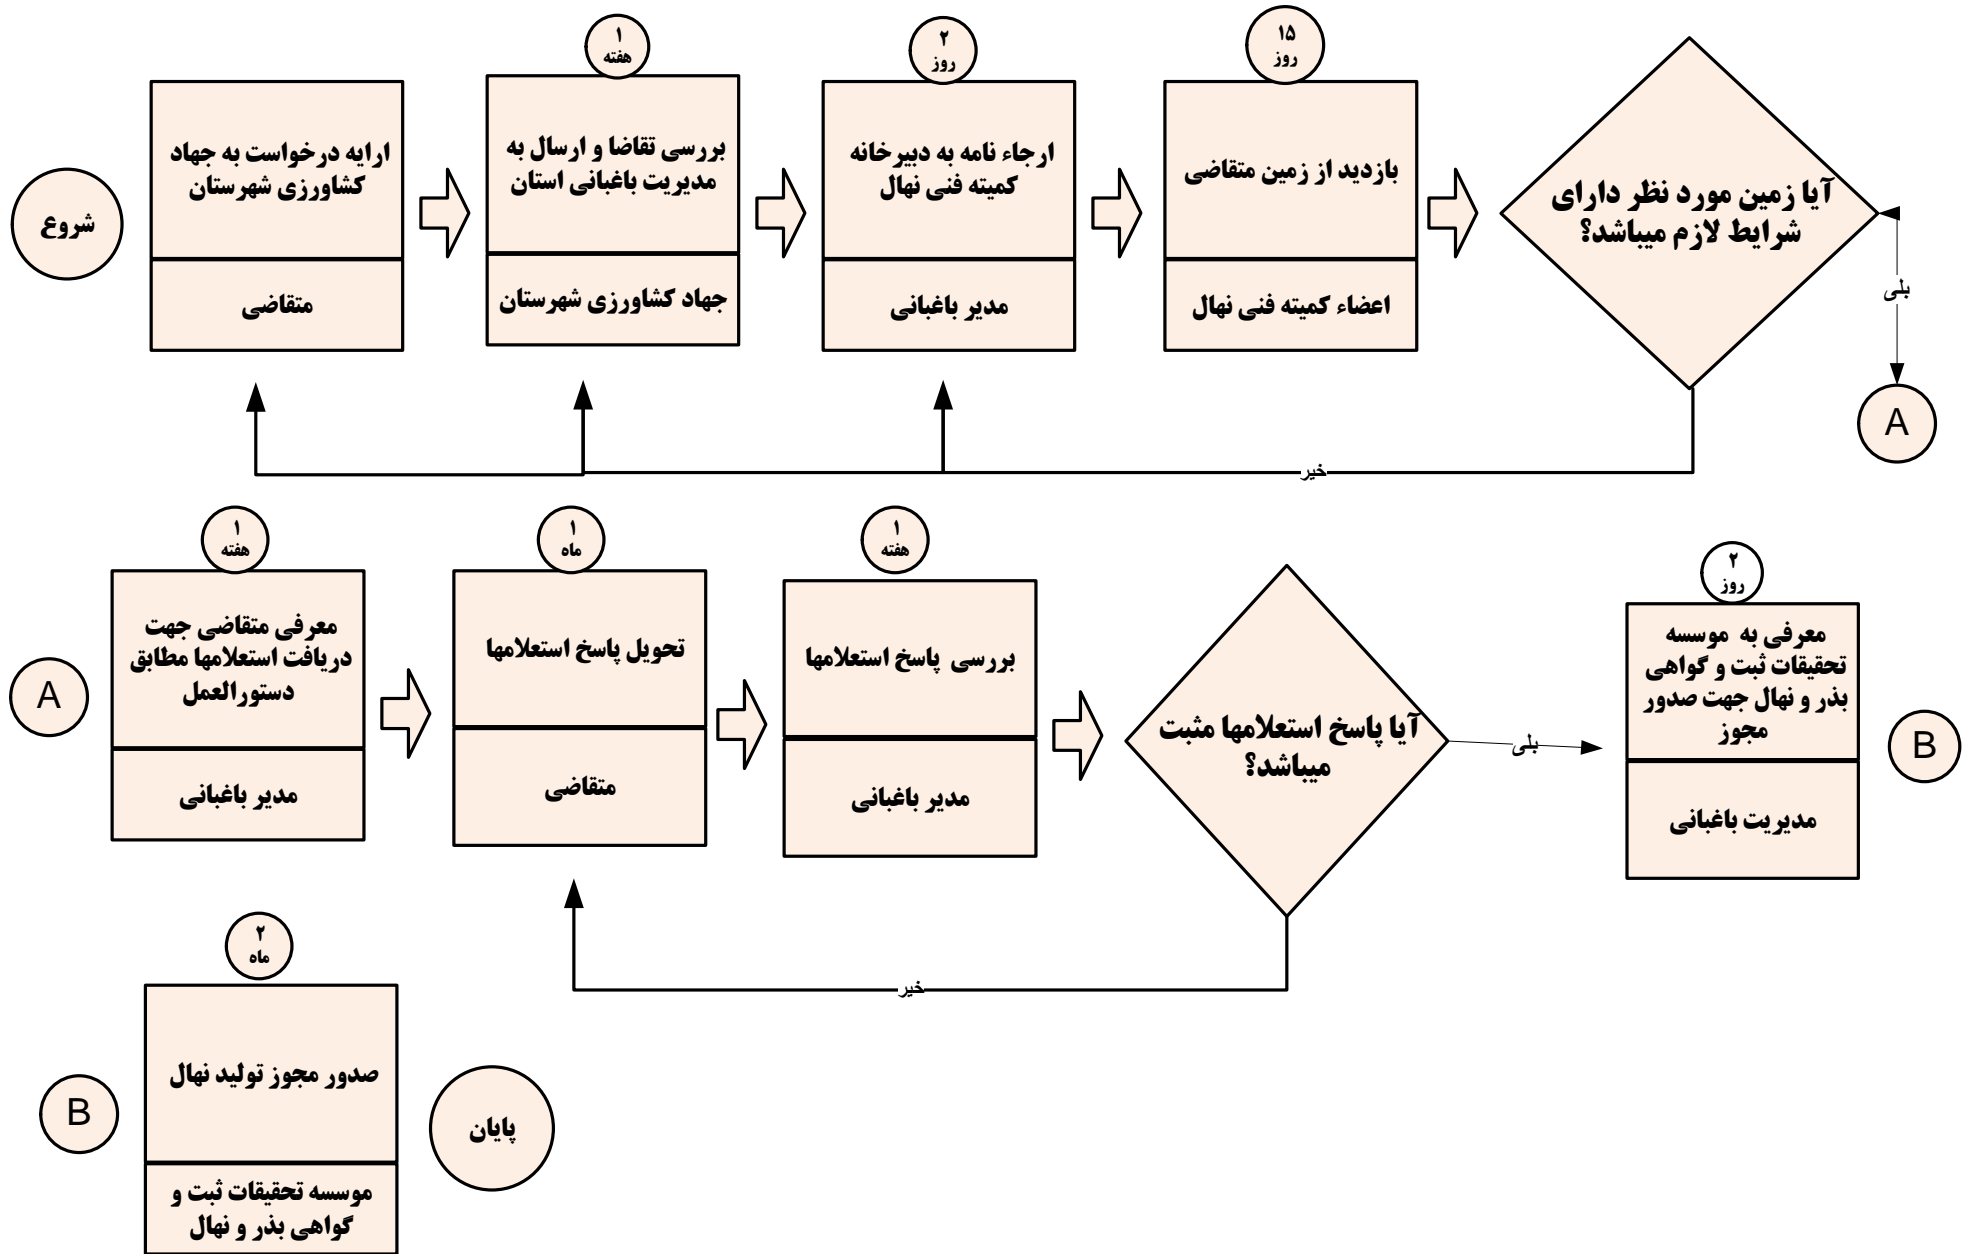 شروع
ارایه درخواست به جهاد
کشاورزی شهرستان
متقاضی
۱
هفته
بررسی تقاضا و ارسال به
مدیریت باغبانی استان
جهاد کشاورزی شهرستان
۲
روز
ارجاء نامه به دبیرخانه
کمیته فنی نهال
مدیر باغبانی
۱۵
روز
بازدید از زمین متقاضی
اعضاء کمیته فنی نهال
آیا زمین مورد نظر دارای
شرایط لازم میباشد؟
بلی
A
خیر
A
۱
هفته
معرفی متقاضی جهت
دریافت استعلامها مطابق
دستورالعمل
مدیر باغبانی
۱
ماه
تحویل پاسخ استعلامها
متقاضی
۱
هفته
بررسی پاسخ استعلامها
مدیر باغبانی
آیا پاسخ استعلامها مثبت
میباشد؟
بلی
خیر
۲
روز
معرفی به موسسه
تحقیقات ثبت و گواهی
بذر و نهال جهت صدور
مجوز
مدیریت باغبانی
B
B
۲
ماه
صدور مجوز تولید نهال
موسسه تحقیقات ثبت و
گواهی بذر و نهال
پایان